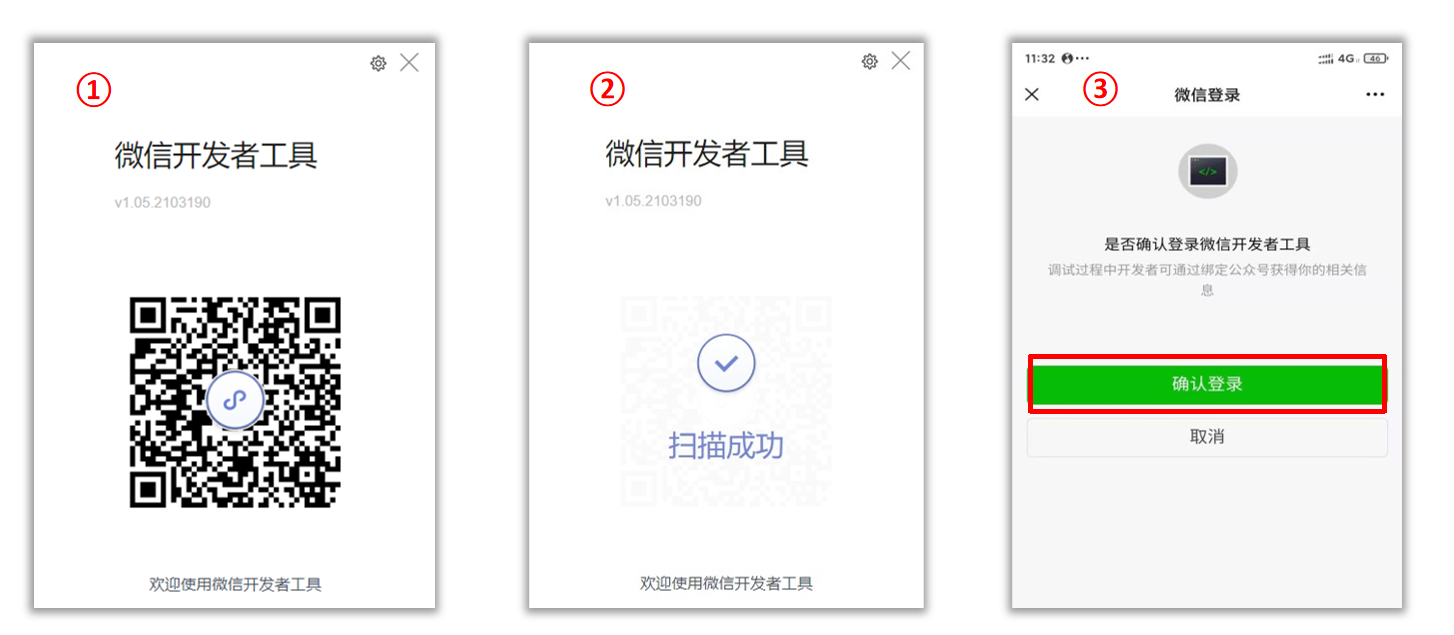 ①
微信开发者工具
v1.05.2103190
欢迎使用微信开发者工具
②
微信开发者工具
v1.05.2103190
扫描成功
欢迎使用微信开发者工具
11:32 4G 46
③
微信登录
</>
是否确认登录微信开发者工具
调试过程中开发者可通过绑定公众号获得你的相关信
息
确认登录
取消